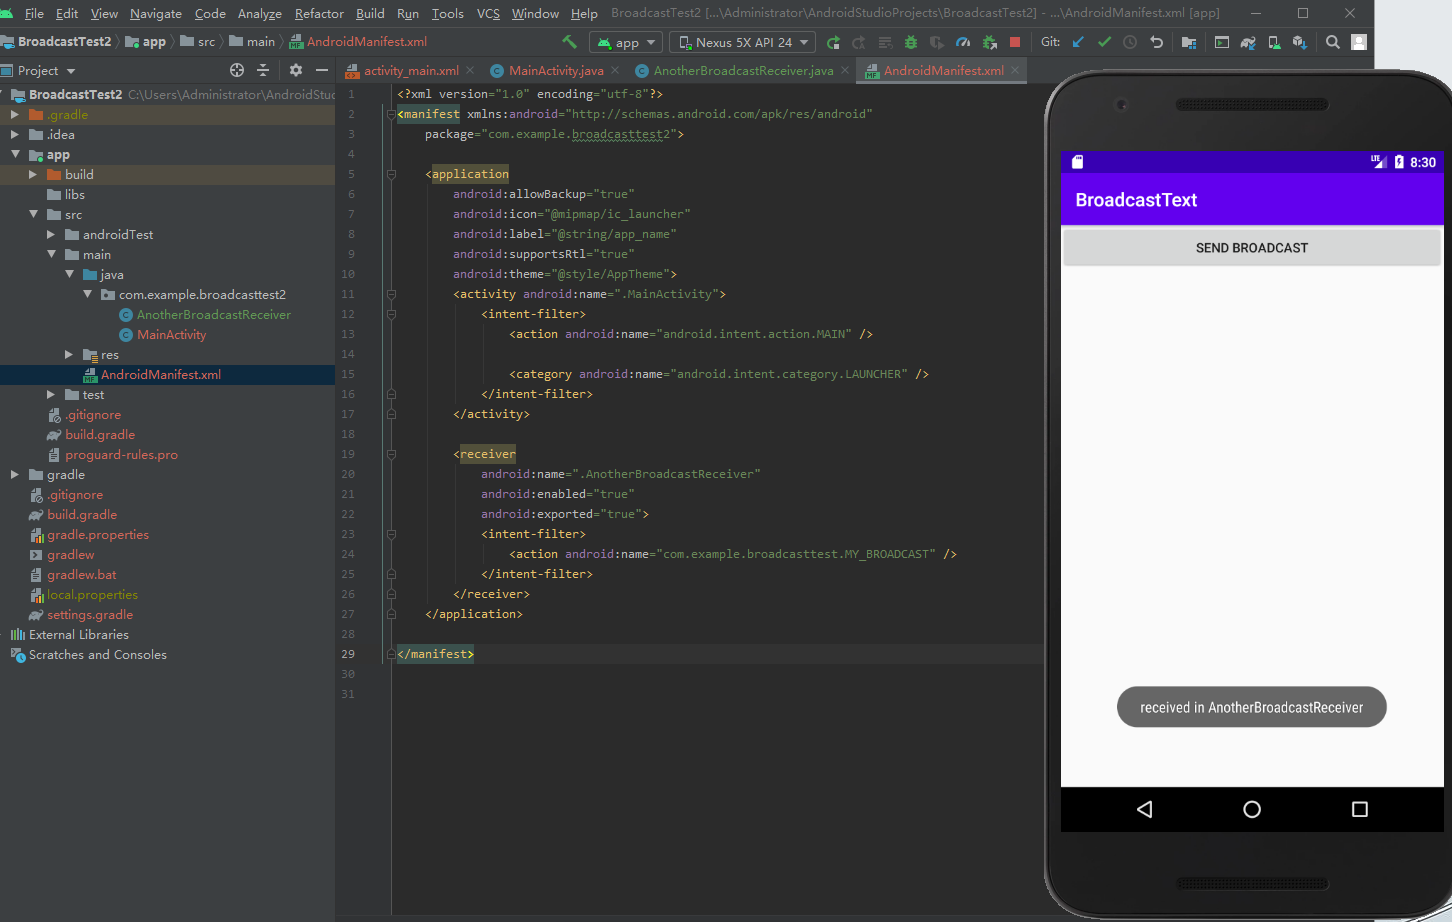 File Edit View Navigate Code Analyze Refactor Build Run Tools VCS Window Help BroadcastTest2 [...\Administrator\AndroidStudioProjects\BroadcastTest2] - ...\AndroidManifest.xml [app]
BroadcastTest2 app src main AndroidManifest.xml app Nexus 5X API 24 Git:
Project
activity_main.xml MainActivity.java AnotherBroadcastReceiver.java AndroidManifest.xml
BroadcastTest2 C:\Users\Administrator\AndroidStuc
.gradle
.idea
app
build
libs
src
androidTest
main
java
com.example.broadcasttest2
AnotherBroadcastReceiver
MainActivity
res
AndroidManifest.xml
test
.gitignore
build.gradle
proguard-rules.pro
gradle
.gitignore
build.gradle
gradle.properties
gradlew
gradlew.bat
local.properties
settings.gradle
External Libraries
Scratches and Consoles
1 <?xml version="1.0" encoding="utf-8"?>
2 <manifest xmlns:android="http://schemas.android.com/apk/res/android"
3 package="com.example.broadcasttest2">
4
5 <application
6 android:allowBackup="true"
7 android:icon="@mipmap/ic_launcher"
8 android:label="@string/app_name"
9 android:supportsRtl="true"
10 android:theme="@style/AppTheme">
11 <activity android:name=".MainActivity">
12 <intent-filter>
13 <action android:name="android.intent.action.MAIN" />
14
15 <category android:name="android.intent.category.LAUNCHER" />
16 </intent-filter>
17 </activity>
18
19 <receiver
20 android:name=".AnotherBroadcastReceiver"
21 android:enabled="true"
22 android:exported="true">
23 <intent-filter>
24 <action android:name="com.example.broadcasttest.MY_BROADCAST" />
25 </intent-filter>
26 </receiver>
27 </application>
28
29 </manifest>
30
31
LTE 8:30
BroadcastText
SEND BROADCAST
received in AnotherBroadcastReceiver